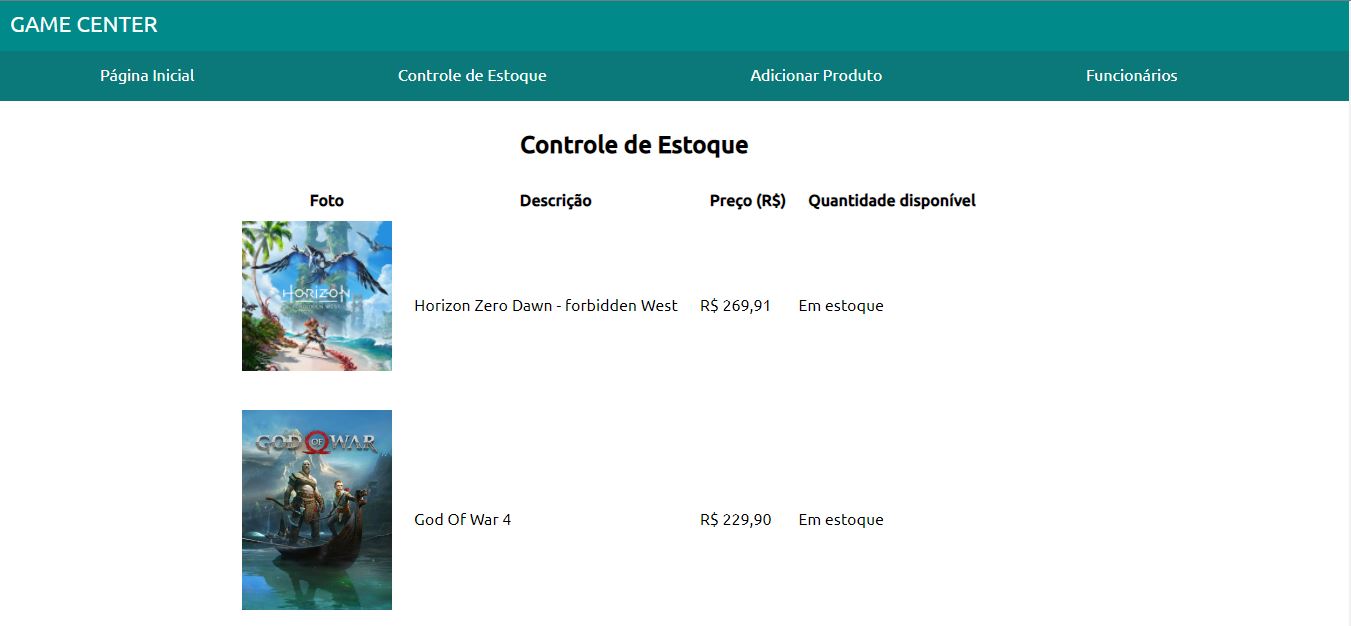 GAME CENTER
Página Inicial Controle de Estoque Adicionar Produto Funcionários
Controle de Estoque
Foto Descrição Preço (R$) Quantidade disponível
HORIZON
FORBIDDEN WEST
Horizon Zero Dawn - forbidden West R$ 269,91 Em estoque
GOD OF WAR
God Of War 4 R$ 229,90 Em estoque